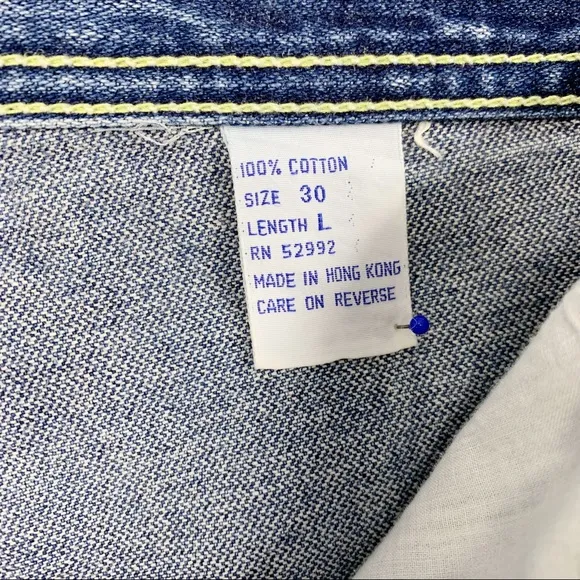 100% COTTON
SIZE 30
LENGTH L
RN 52992
MADE IN HONG KONG
CARE ON REVERSE